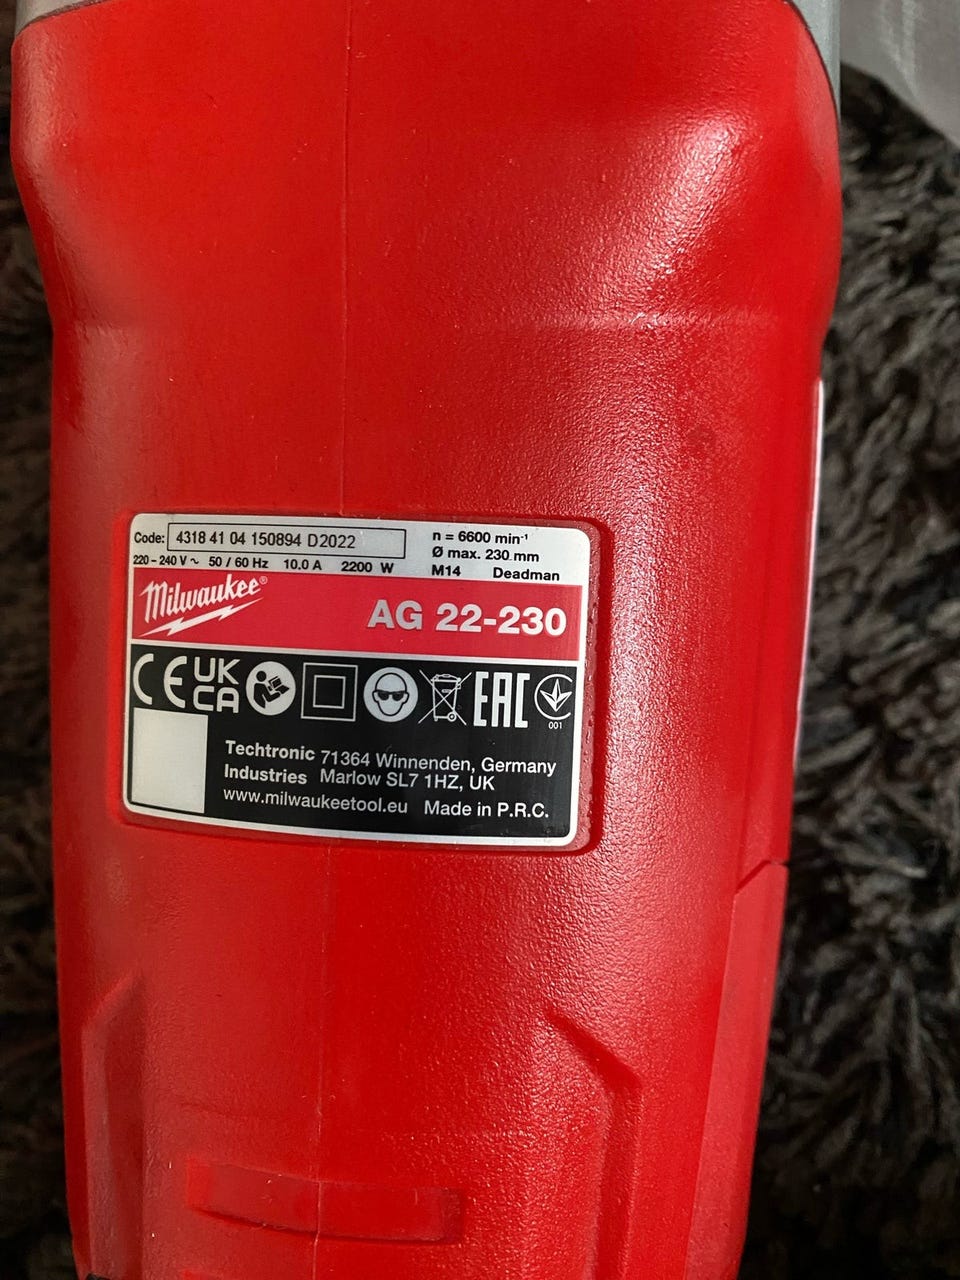 Code: 4318 41 04 150894 D2022
220 - 240 V ~ 50 / 60 Hz 10.0 A 2200 W
n = 6600 min⁻¹
Ø max. 230 mm
M14 Deadman
Milwaukee®
AG 22-230
CE UK CA EAC
001
Techtronic 71364 Winnenden, Germany
Industries Marlow SL7 1HZ, UK
www.milwaukeetool.eu Made in P.R.C.